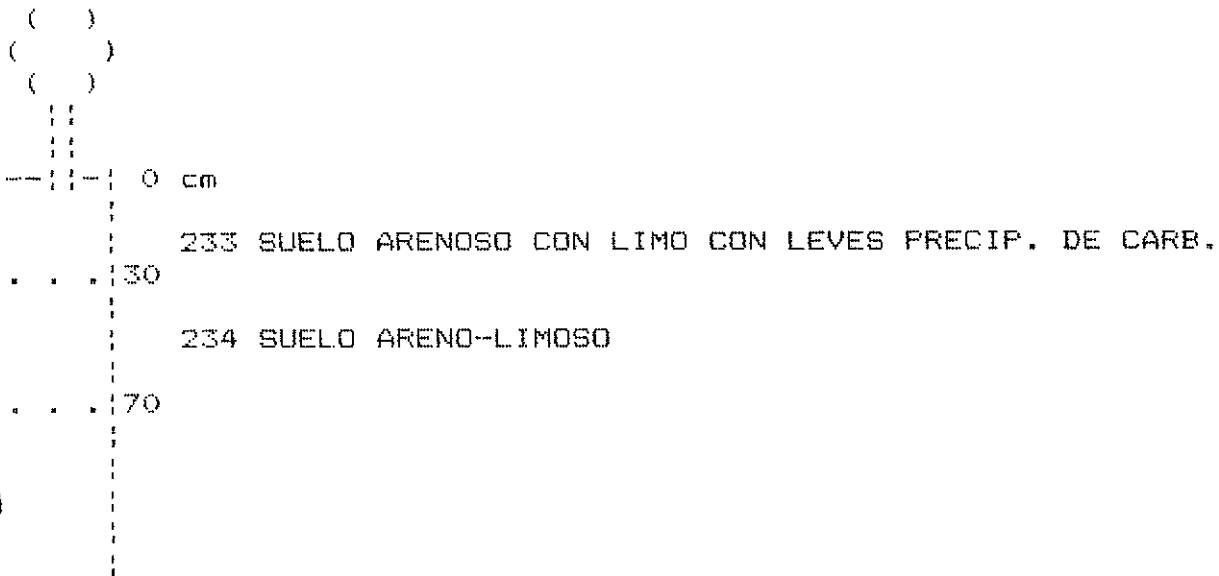 0 cm
233 SUELO ARENOSO CON LIMO CON LEVES PRECIP. DE CARB.
30
234 SUELO ARENO-LIMOSO
70